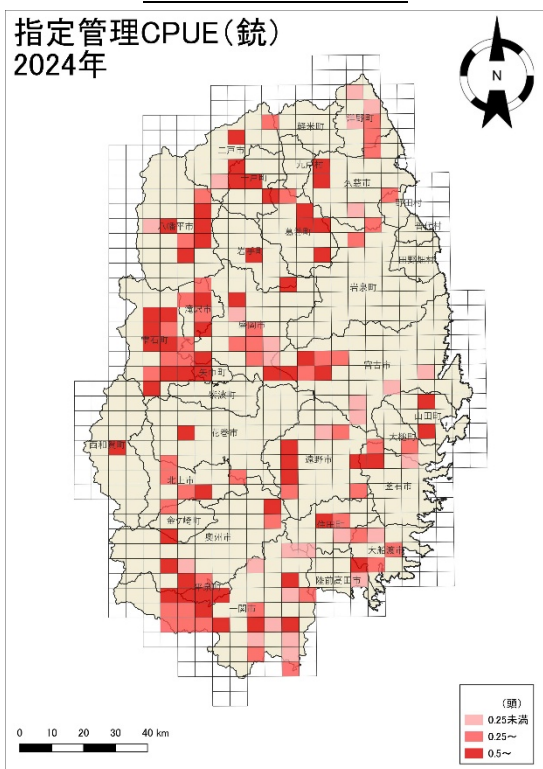 指定管理CPUE(銃)
2024年
N
軽米町
二戸市
九戸村
一戸町
久慈市
野田村
普代村
八幡平市
葛巻町
岩手町
田野畑村
岩泉町
滝沢市
盛岡市
雫石町
宮古市
矢巾町
紫波町
山田町
花巻市
大槌町
西和賀町
遠野市
北上市
釜石市
金ケ崎町
住田町
奥州市
大船渡市
陸前高田市
平泉町
一関市
(頭)
0.25未満
0.25~
0.5~
0 10 20 30 40 km